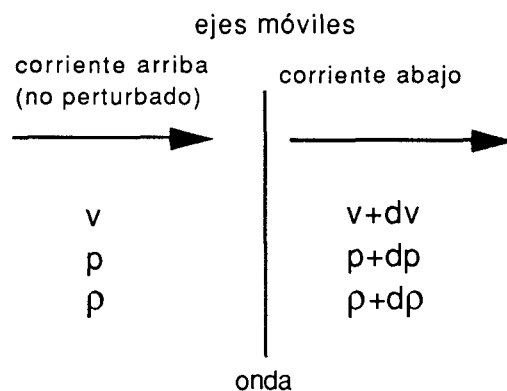 ejes móviles
corriente arriba
(no perturbado)
corriente abajo
v
p
ρ
v+dv
p+dp
ρ+dρ
onda